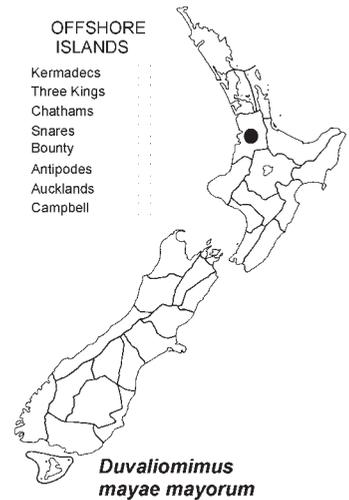 OFFSHORE
ISLANDS
Kermadecs
Three Kings
Chathams
Snares
Bounty
Antipodes
Aucklands
Campbell
Duvaliomimus
mayae mayorum